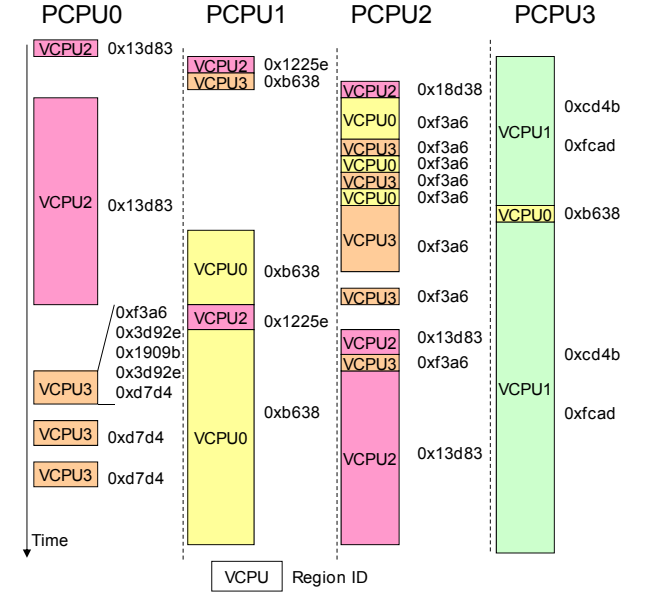 PCPU0 PCPU1 PCPU2 PCPU3
VCPU2 0x13d83
VCPU2 0x13d83
0xf3a6
0x3d92e
0x1909b
0x3d92e
VCPU3 0xd7d4
VCPU3 0xd7d4
VCPU3 0xd7d4
Time
VCPU2 0x1225e
VCPU3 0xb638
VCPU0 0xb638
VCPU2 0x1225e
VCPU0 0xb638
VCPU2 0x18d38
VCPU0 0xf3a6
VCPU3 0xf3a6
VCPU0 0xf3a6
VCPU3 0xf3a6
VCPU0 0xf3a6
VCPU3 0xf3a6
VCPU3 0xf3a6
VCPU2 0x13d83
VCPU3 0xf3a6
VCPU2 0x13d83
0xcd4b
VCPU1
0xfcad
VCPU0 0xb638
0xcd4b
VCPU1
0xfcad
VCPU Region ID